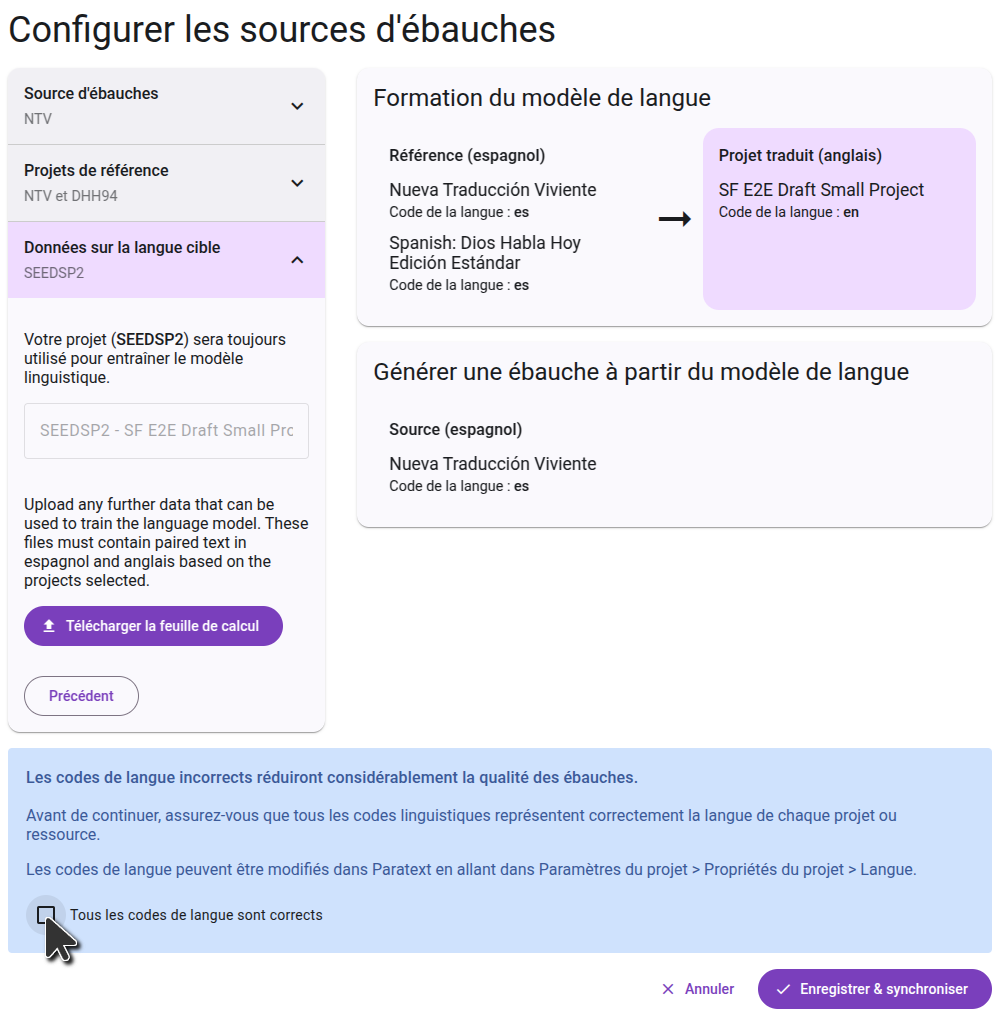 Configurer les sources d'ébauches
Source d'ébauches
NTV
Projets de référence
NTV et DHH94
Données sur la langue cible
SEEDSP2
Votre projet (SEEDSP2) sera toujours
utilisé pour entraîner le modèle
linguistique.
SEEDSP2 - SF E2E Draft Small Pro
Upload any further data that can be
used to train the language model. These
files must contain paired text in
espagnol and anglais based on the
projects selected.
Télécharger la feuille de calcul
Précédent
Formation du modèle de langue
Référence (espagnol)
Nueva Traducción Viviente
Code de la langue : es
Spanish: Dios Habla Hoy
Edición Estándar
Code de la langue : es
Projet traduit (anglais)
SF E2E Draft Small Project
Code de la langue : en
Générer une ébauche à partir du modèle de langue
Source (espagnol)
Nueva Traducción Viviente
Code de la langue : es
Les codes de langue incorrects réduiront considérablement la qualité des ébauches.
Avant de continuer, assurez-vous que tous les codes linguistiques représentent correctement la langue de chaque projet ou
ressource.
Les codes de langue peuvent être modifiés dans Paratext en allant dans Paramètres du projet > Propriétés du projet > Langue.
Tous les codes de langue sont corrects
Annuler
Enregistrer & synchroniser